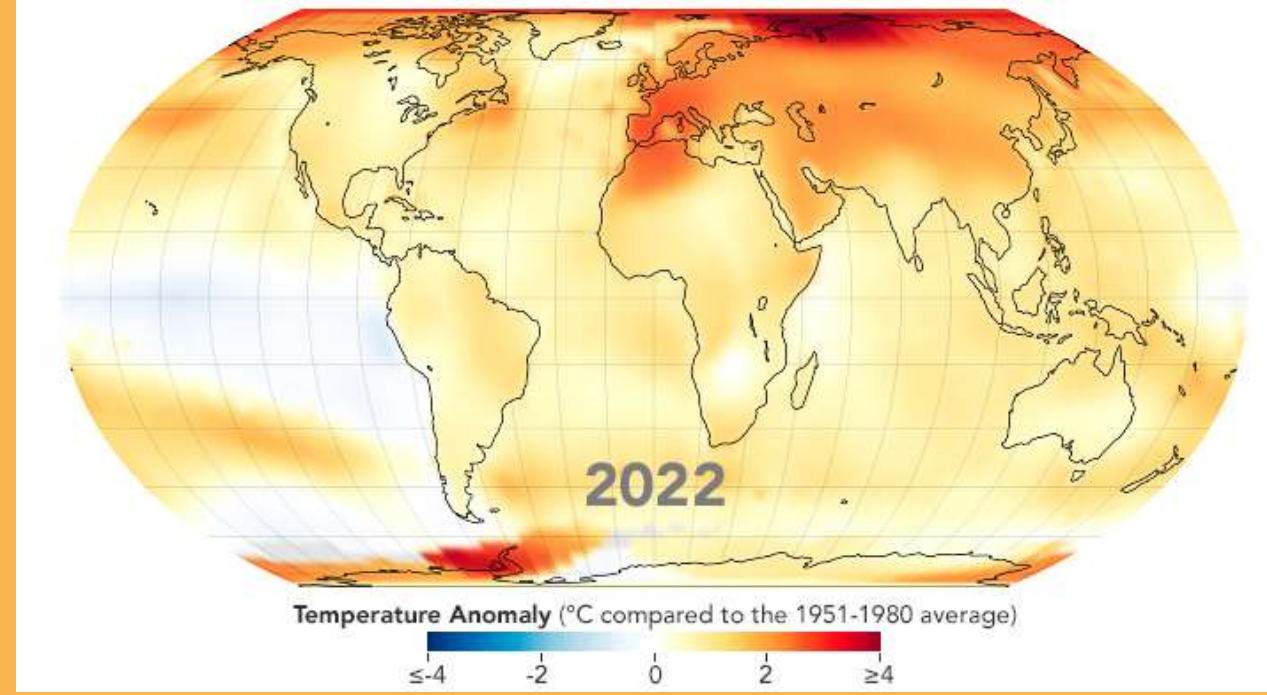 2022
Temperature Anomaly (°C compared to the 1951-1980 average)
≤-4 -2 0 2 ≥4